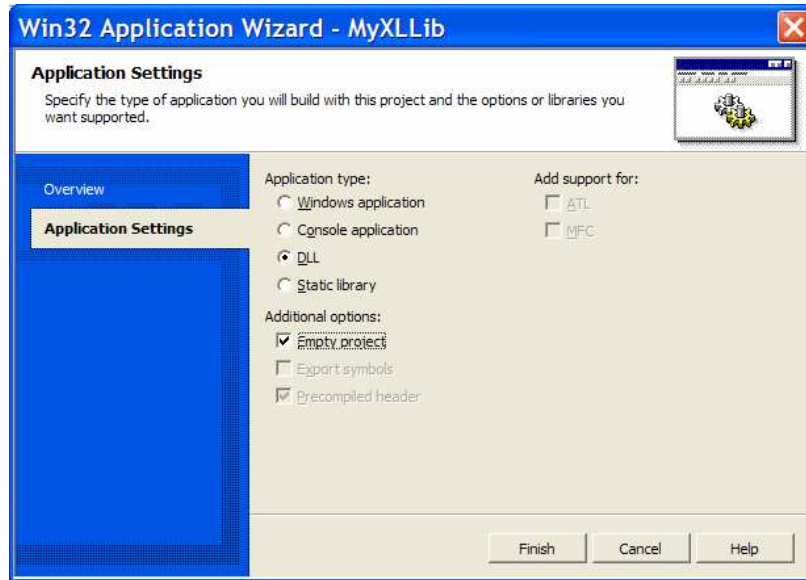 Win32 Application Wizard - MyXLLib
Application Settings
Specify the type of application you will build with this project and the options or libraries you
want supported.
Overview
Application Settings
Application type:
Windows application
Console application
DLL
Static library
Additional options:
Empty project
Export symbols
Precompiled header
Add support for:
ATL
MFC
Finish
Cancel
Help